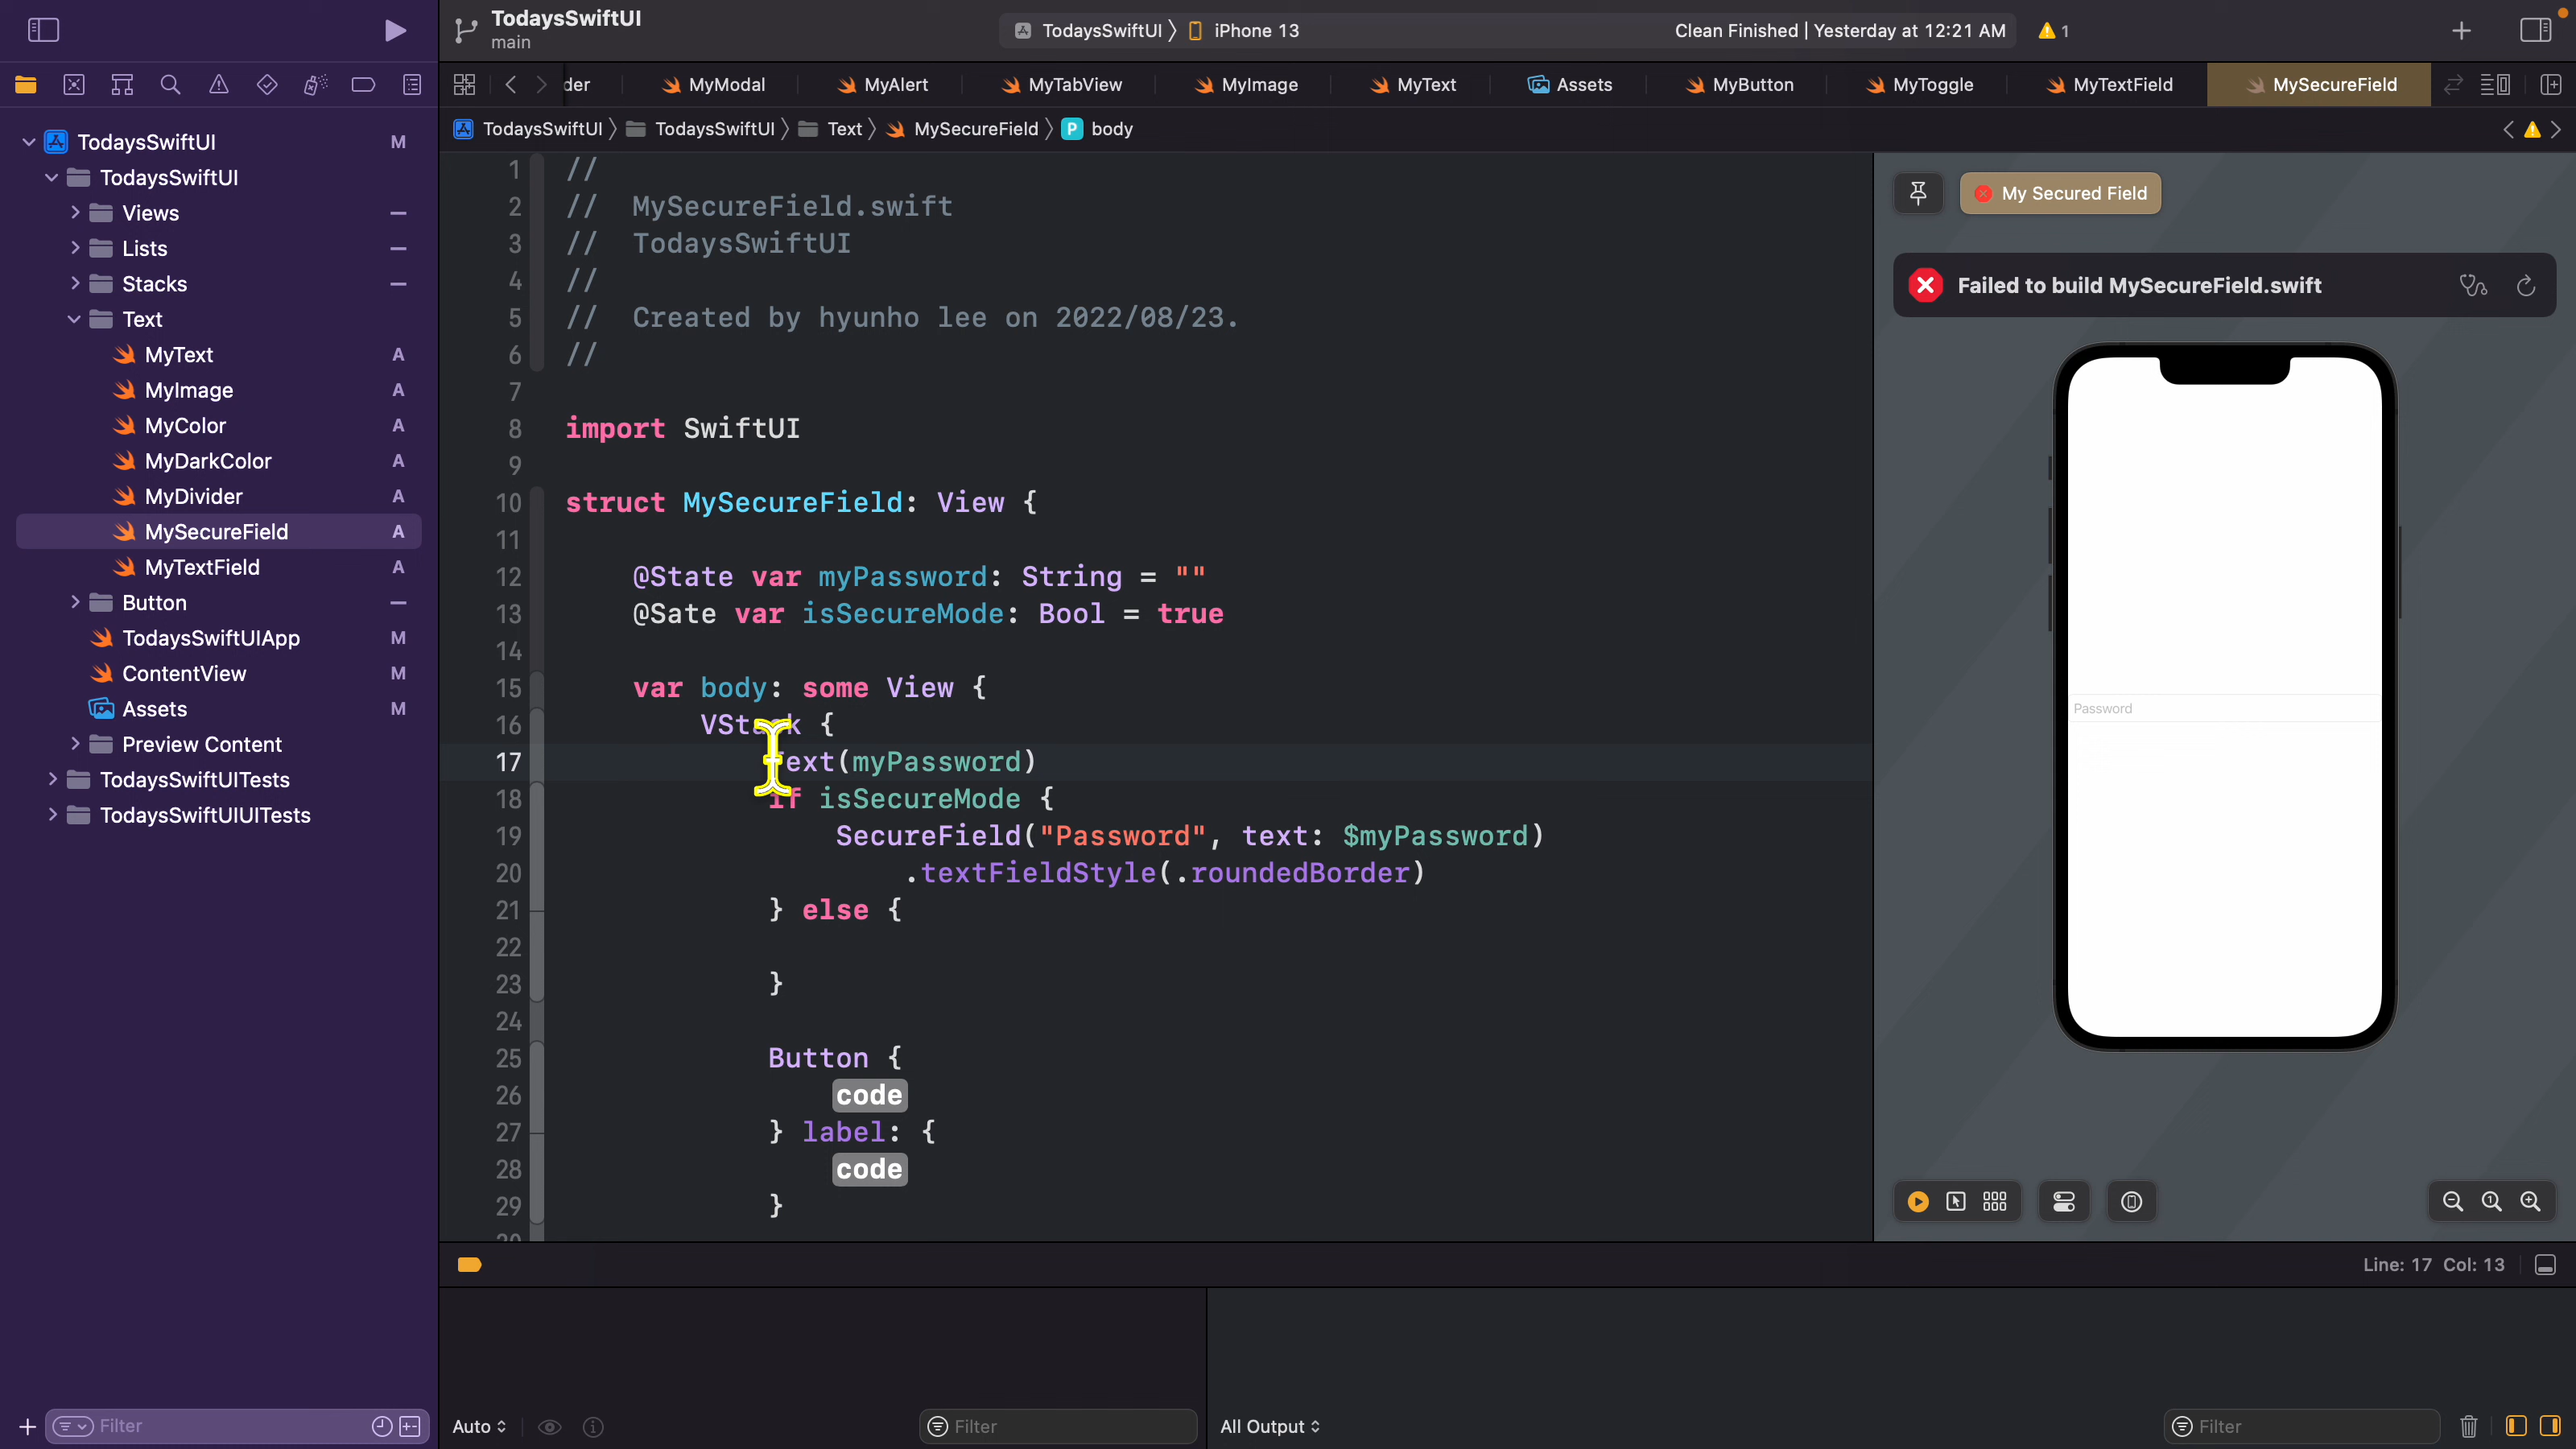 TodaysSwiftUI
main
TodaysSwiftUI
iPhone 13
Clean Finished | Yesterday at 12:21 AM
1
der
MyModal
MyAlert
MyTabView
MyImage
MyText
Assets
MyButton
MyToggle
MyTextField
MySecureField
TodaysSwiftUI
TodaysSwiftUI
Text
MySecureField
P
body
TodaysSwiftUI M
TodaysSwiftUI
Views
Lists
Stacks
Text
MyText A
MyImage A
MyColor A
MyDarkColor A
MyDivider A
MySecureField A
MyTextField A
Button
TodaysSwiftUIApp M
ContentView M
Assets M
Preview Content
TodaysSwiftUITests
TodaysSwiftUIUITests
Filter
1 //
2 //  MySecureField.swift
3 //  TodaysSwiftUI
4 //
5 //  Created by hyunho lee on 2022/08/23.
6 //
7
8 import SwiftUI
9
10 struct MySecureField: View {
11
12 @State var myPassword: String = ""
13 @Sate var isSecureMode: Bool = true
14
15 var body: some View {
16 VStack {
17 Text(myPassword)
18 if isSecureMode {
19 SecureField("Password", text: $myPassword)
20 .textFieldStyle(.roundedBorder)
21 } else {
22
23 }
24
25 Button {
26 code
27 } label: {
28 code
29 }
30
My Secured Field
Failed to build MySecureField.swift
Password
Line: 17 Col: 13
Auto
Filter
All Output
Filter